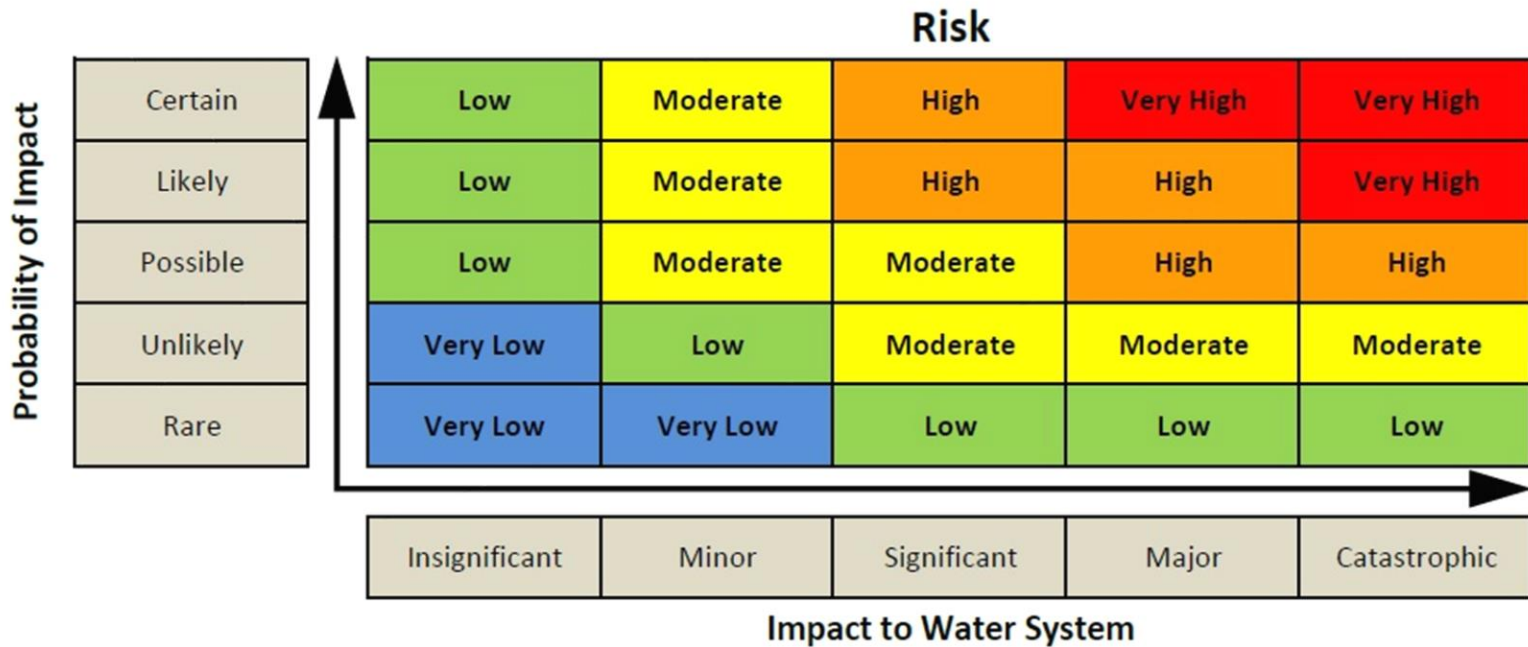 Risk
Probability of Impact
Certain Low Moderate High Very High Very High
Likely Low Moderate High High Very High
Possible Low Moderate Moderate High High
Unlikely Very Low Low Moderate Moderate Moderate
Rare Very Low Very Low Low Low Low
Insignificant Minor Significant Major Catastrophic
Impact to Water System